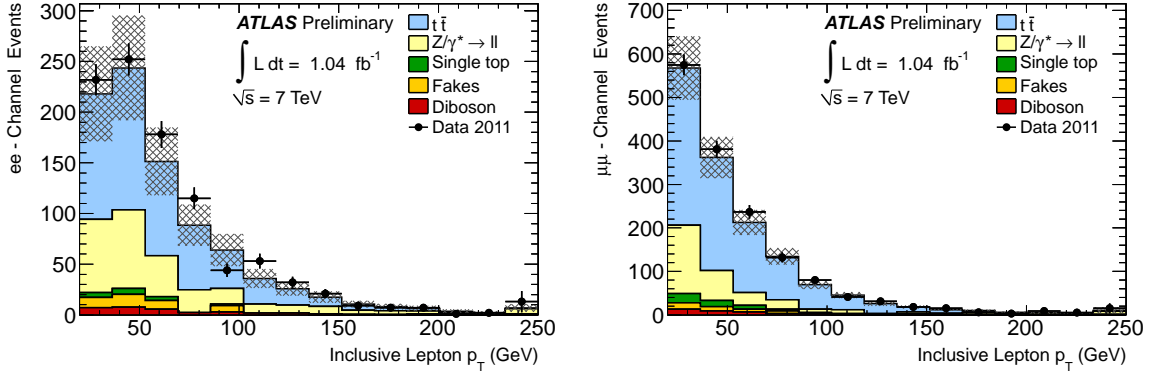 ee - Channel Events
300
250
200
150
100
50
0
ATLAS Preliminary
∫ L dt = 1.04 fb⁻¹
√s = 7 TeV
t t̄
Z/γ* → ll
Single top
Fakes
Diboson
Data 2011
50 100 150 200 250
Inclusive Lepton p_T (GeV)
μμ - Channel Events
700
600
500
400
300
200
100
0
ATLAS Preliminary
∫ L dt = 1.04 fb⁻¹
√s = 7 TeV
t t̄
Z/γ* → ll
Single top
Fakes
Diboson
Data 2011
50 100 150 200 250
Inclusive Lepton p_T (GeV)